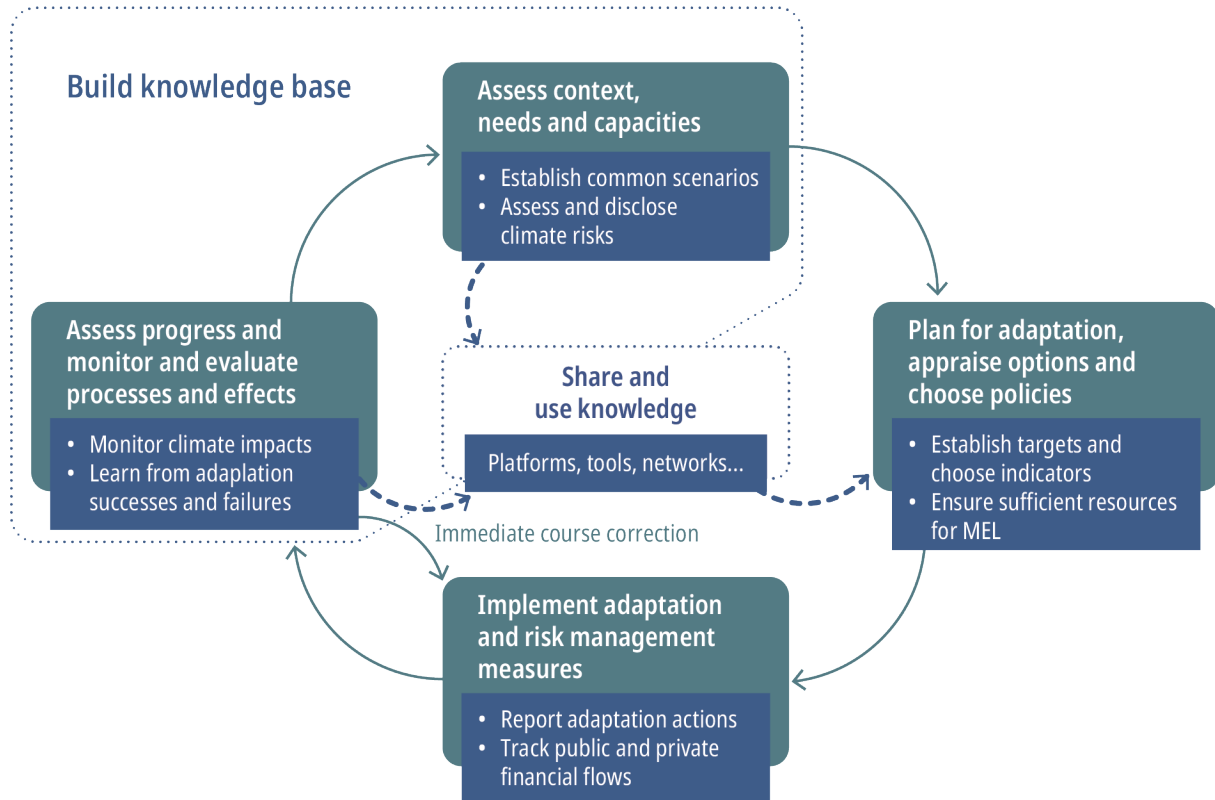 Build knowledge base
Assess context,
needs and capacities
• Establish common scenarios
• Assess and disclose
climate risks
Assess progress and
monitor and evaluate
processes and effects
• Monitor climate impacts
• Learn from adaplation
successes and failures
Share and
use knowledge
Platforms, tools, networks...
Plan for adaptation,
appraise options and
choose policies
• Establish targets and
choose indicators
• Ensure sufficient resources
for MEL
Immediate course correction
Implement adaptation
and risk management
measures
• Report adaptation actions
• Track public and private
financial flows